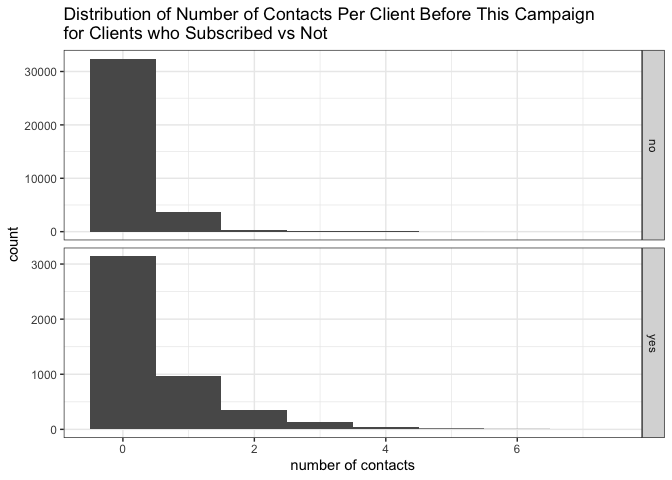 Distribution of Number of Contacts Per Client Before This Campaign
for Clients who Subscribed vs Not
30000
20000
10000
0
no
count
3000
2000
1000
0
yes
0 2 4 6
number of contacts